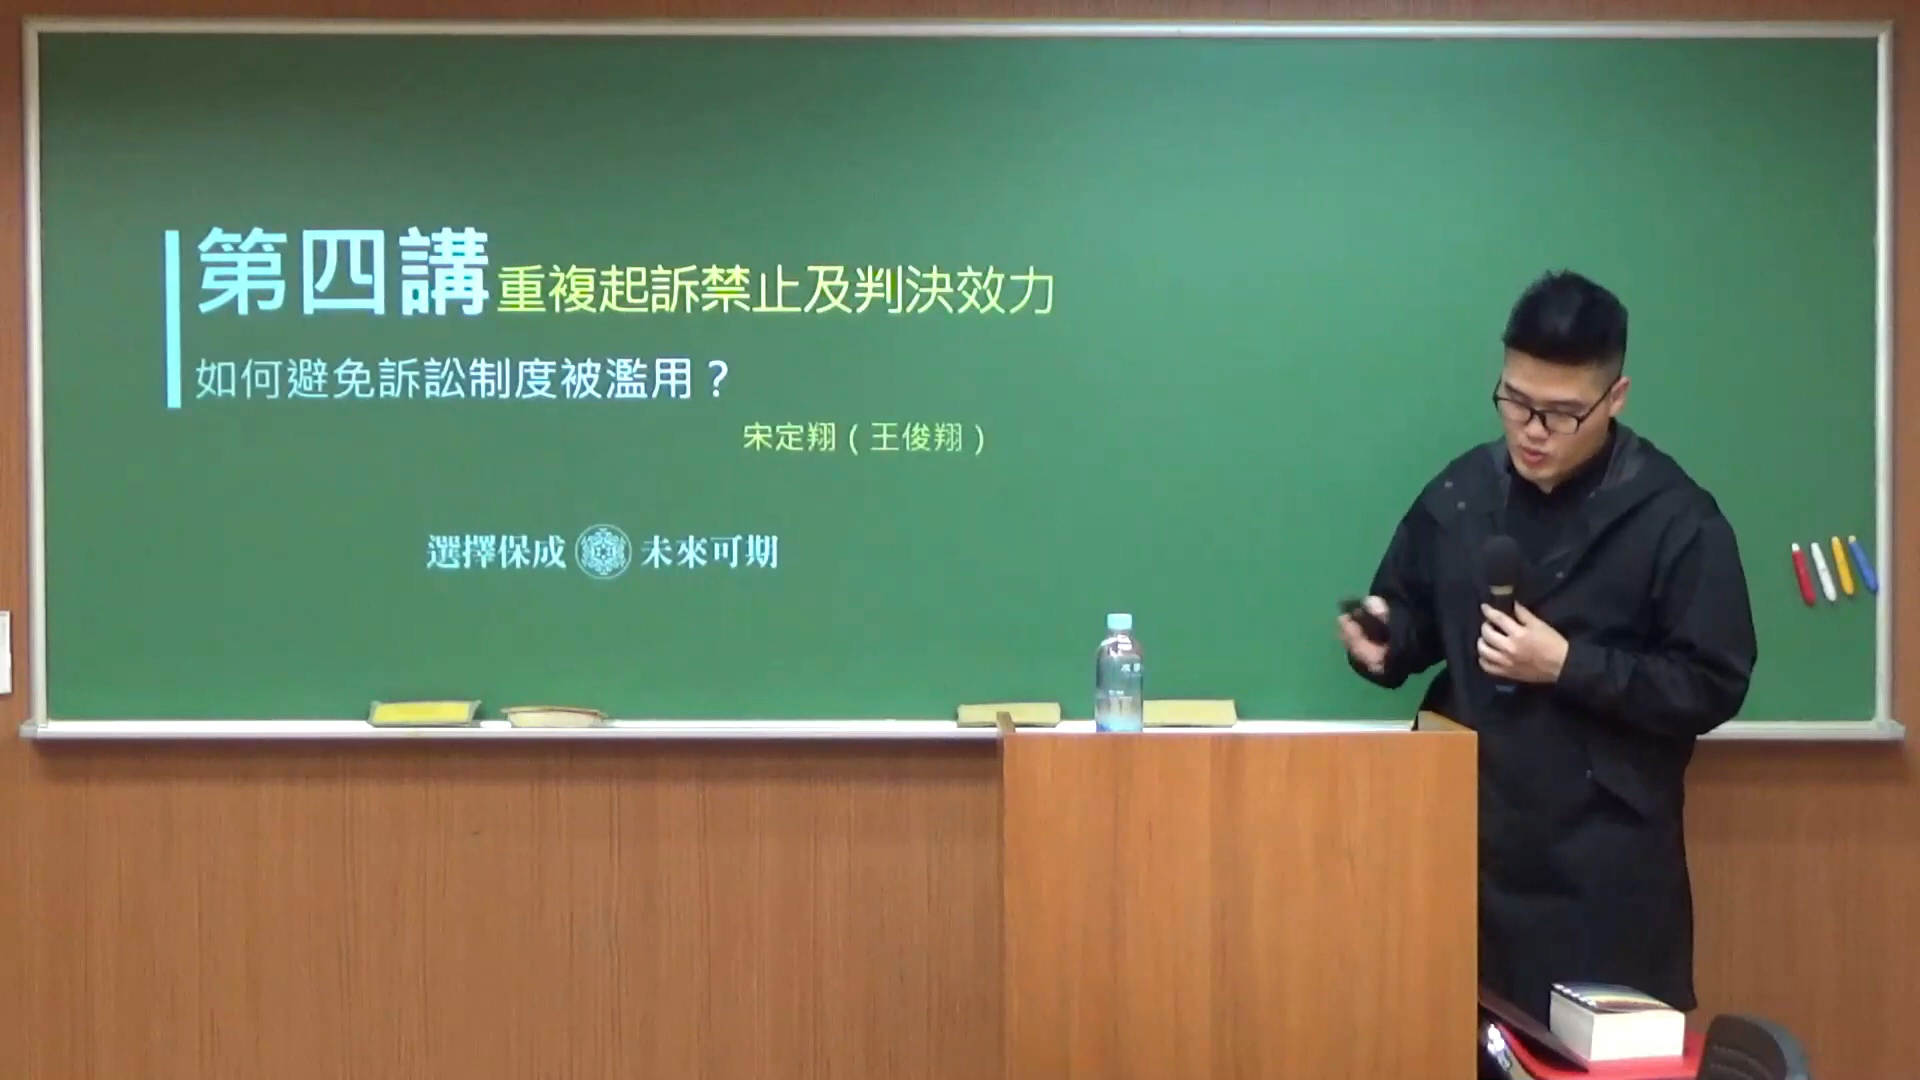 第四講重複起訴禁止及判決效力
如何避免訴訟制度被濫用？
宋定翔（王俊翔）
選擇保成 未來可期